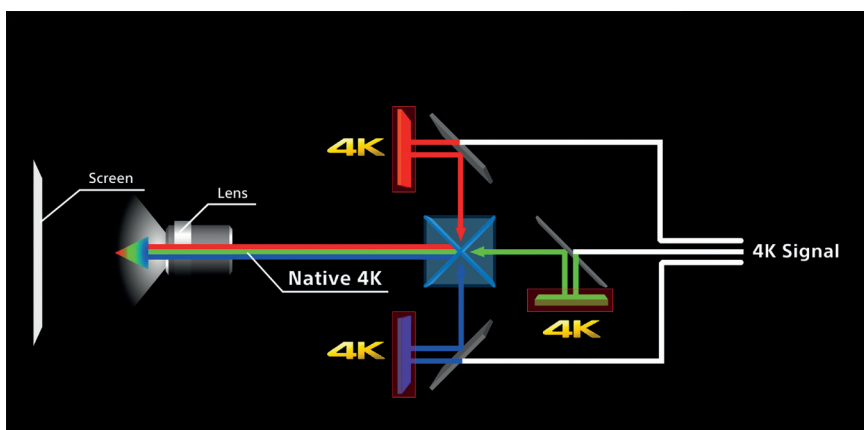 4K
Screen
Lens
4K Signal
Native 4K
4K
4K